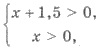 x + 1,5 > 0,
x > 0,